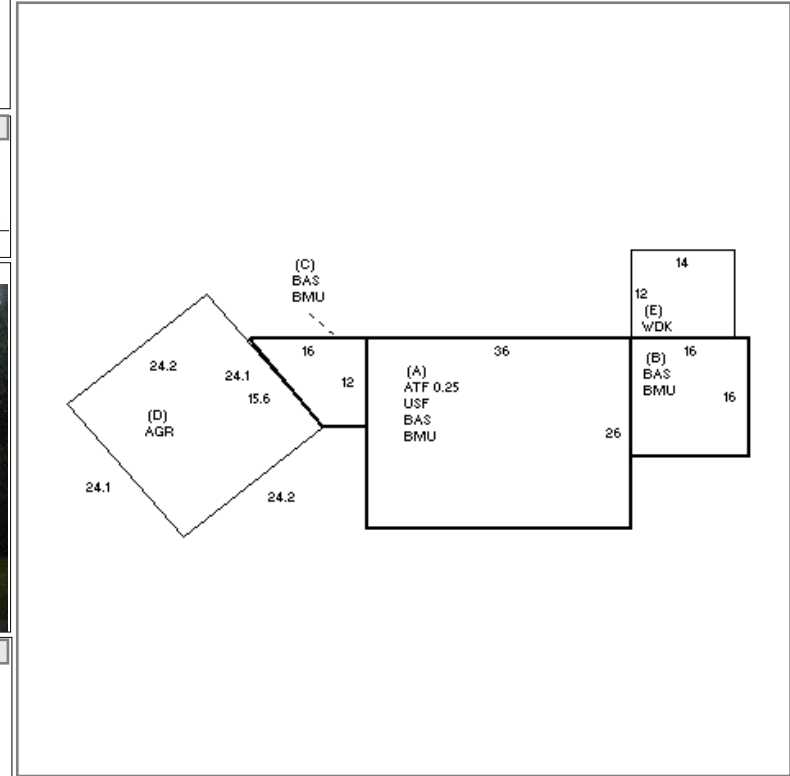 14
(C)
BAS
BMU
12
(E)
WDK
16
36
16
(B)
BAS
BMU
24.2
24.1
12
(A)
ATF 0.25
USF
BAS
BMU
16
15.6
(D)
AGR
26
24.1
24.2